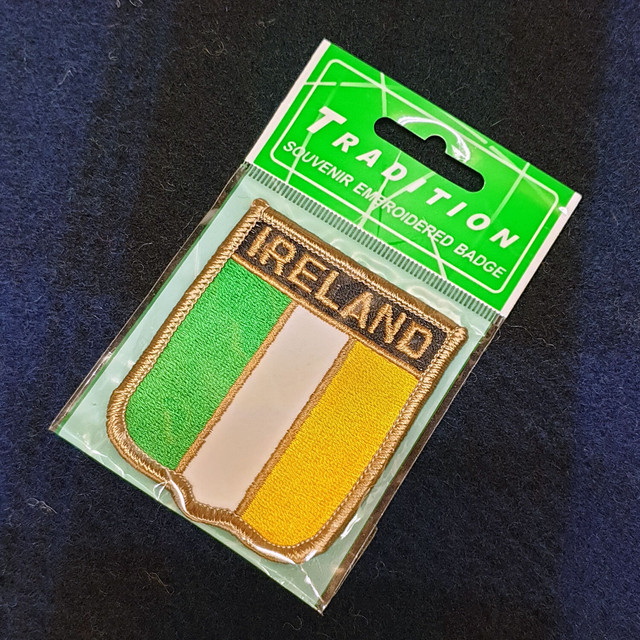 TRADITION
SOUVENIR EMBROIDERED BADGE
IRELAND